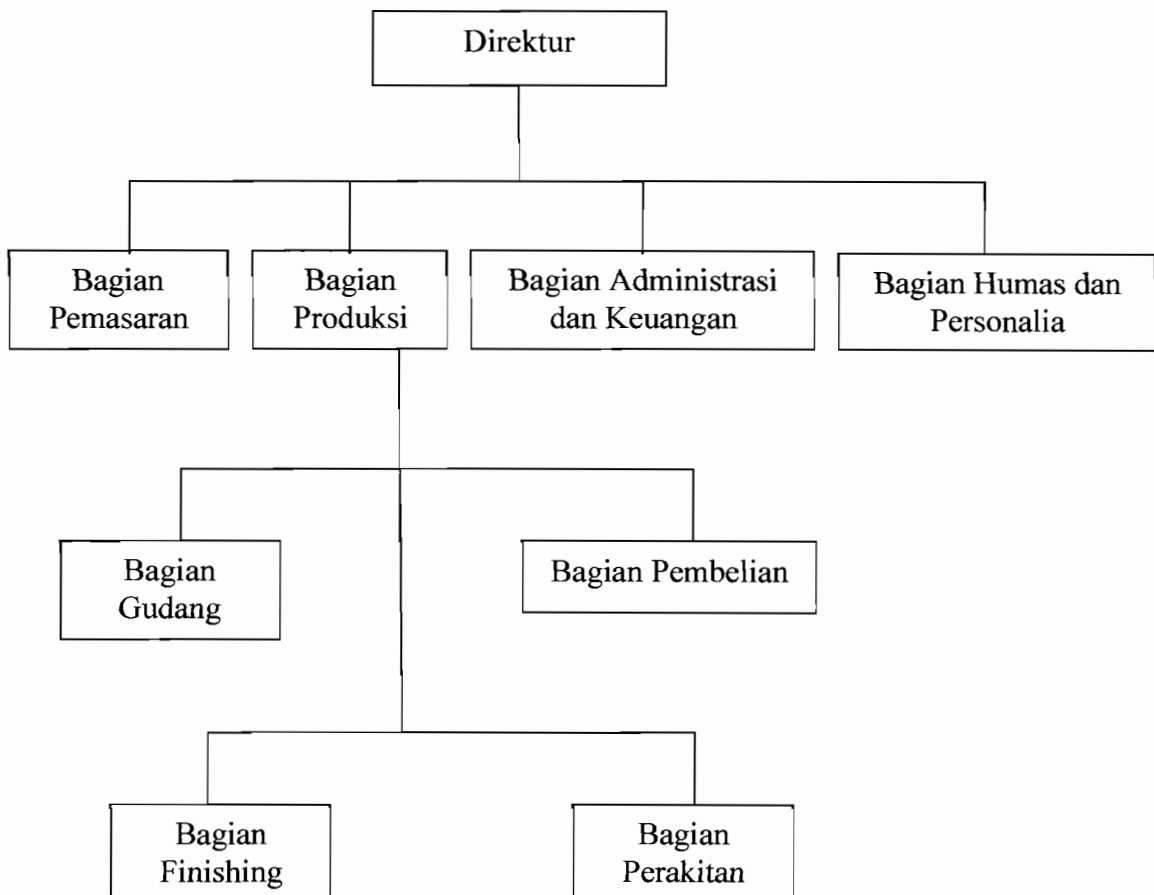 Direktur
Bagian
Pemasaran
Bagian
Produksi
Bagian Administrasi
dan Keuangan
Bagian Humas dan
Personalia
Bagian
Gudang
Bagian Pembelian
Bagian
Finishing
Bagian
Perakitan